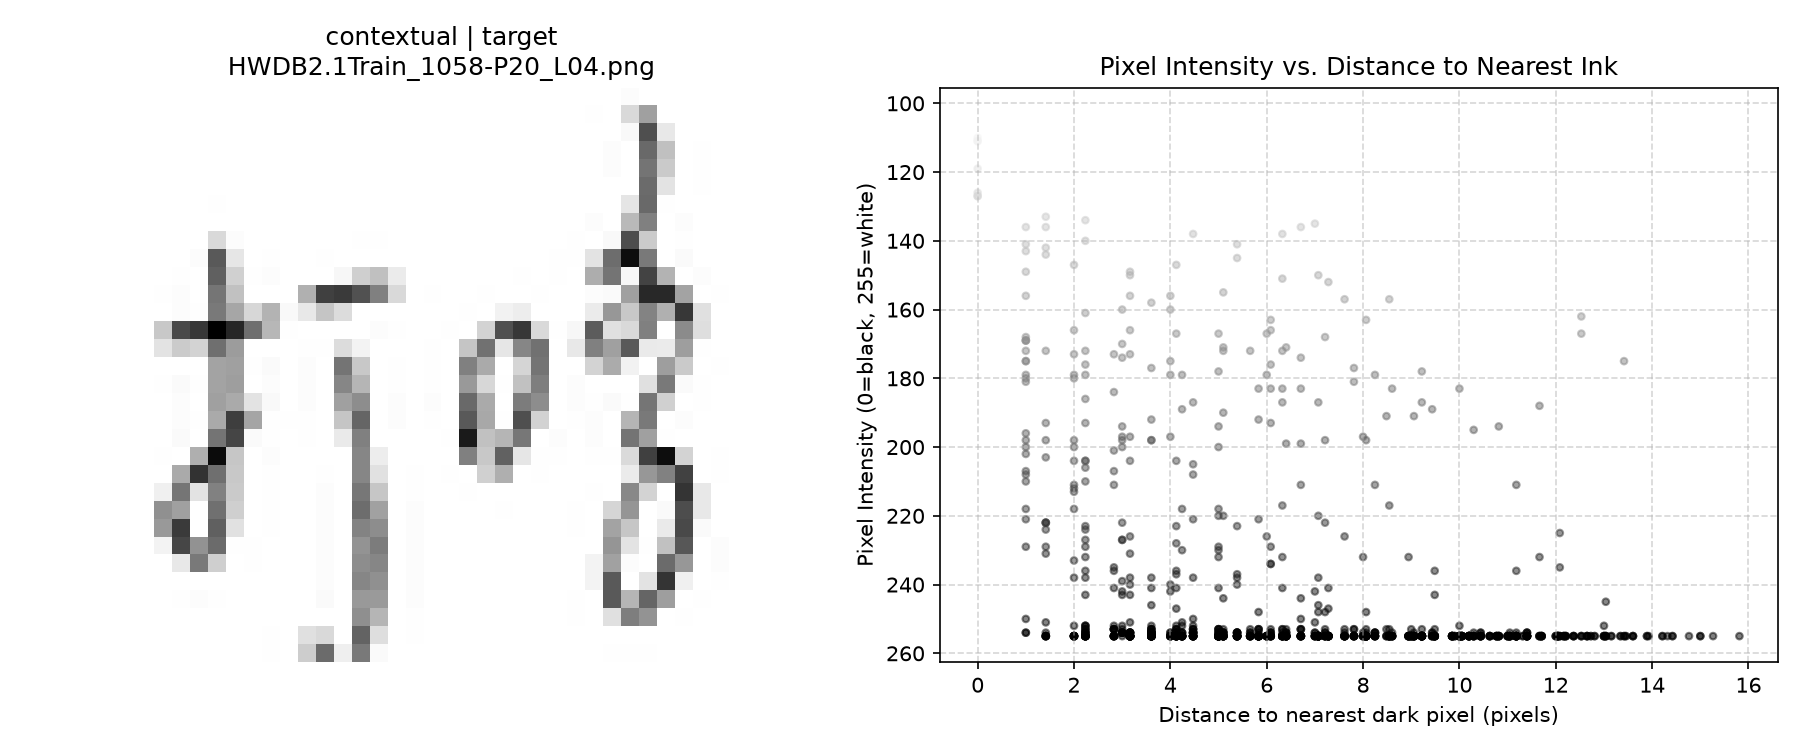 contextual | target
HWDB2.1Train_1058-P20_L04.png
Pixel Intensity vs. Distance to Nearest Ink
Pixel Intensity (0=black, 255=white)
100
120
140
160
180
200
220
240
260
0 2 4 6 8 10 12 14 16
Distance to nearest dark pixel (pixels)